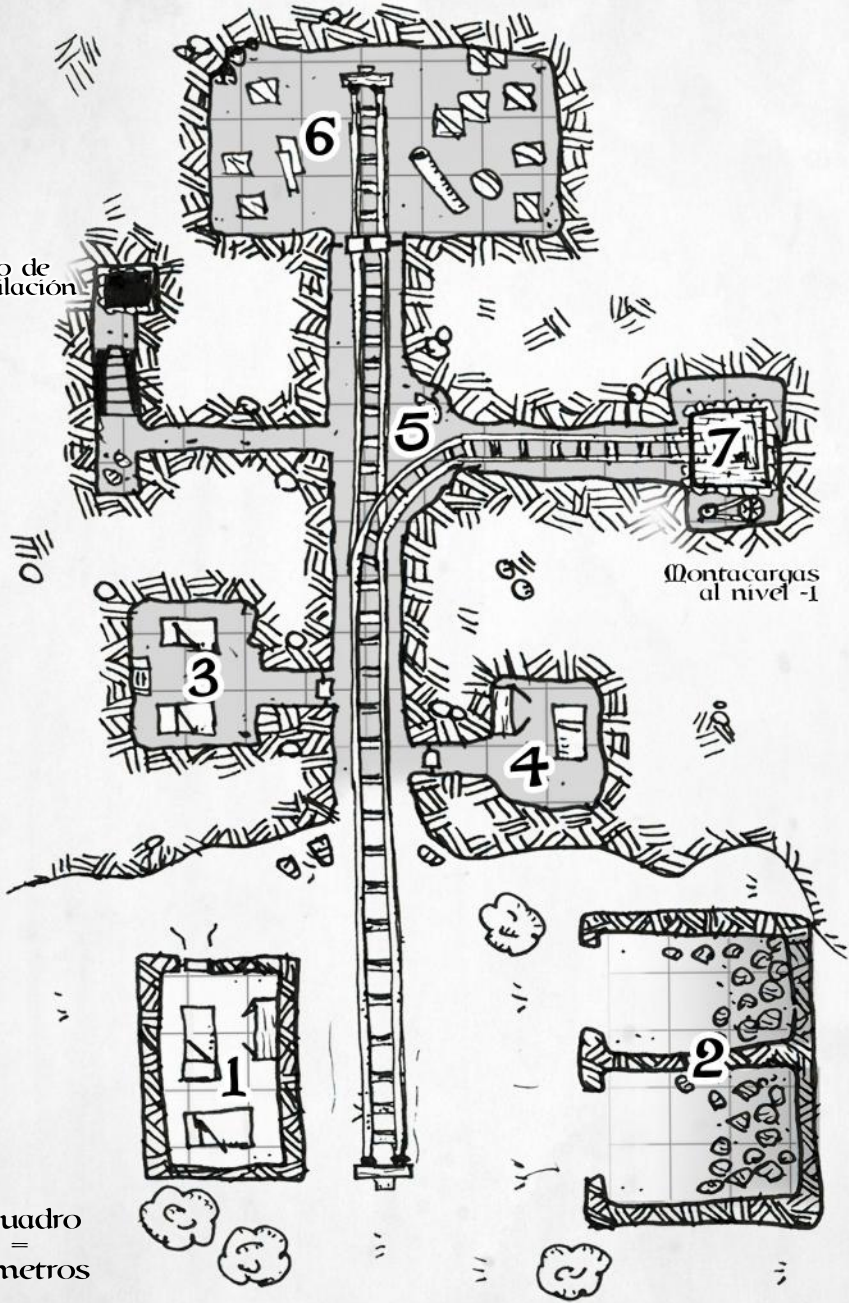 6
o de
ilación
5
7
Montacargas
al nivel -1
3
4
2
1
uadro
=
metros